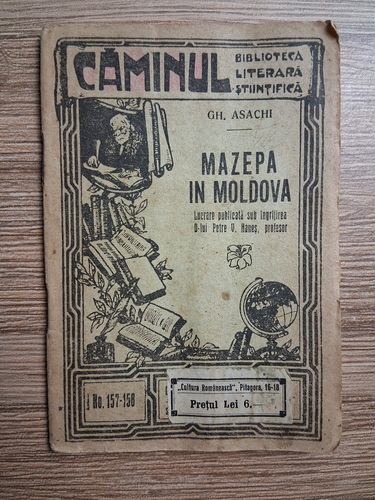 CĂMINUL
BIBLIOTECA
LITERARĂ
ȘTIINȚIFICĂ
GH. ASACHI
MAZEPA
IN MOLDOVA
Lucrare publicată sub îngrijirea
D-lui Petre V. Haneș, profesor
No. 157-158
„Cultura Românească", Pitagora, 16-18
Prețul Lei 6.—